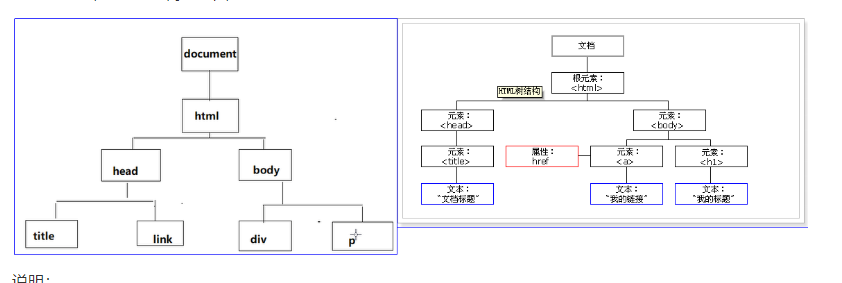 document
html
head
body
title
link
div
p
文档
根元素:
<html>
HTML树结构
元素:
<head>
元素:
<body>
元素:
<title>
属性:
href
元素:
<a>
元素:
<h1>
文本:
"文档标题"
文本:
"我的链接"
文本:
"我的标题"
说明: